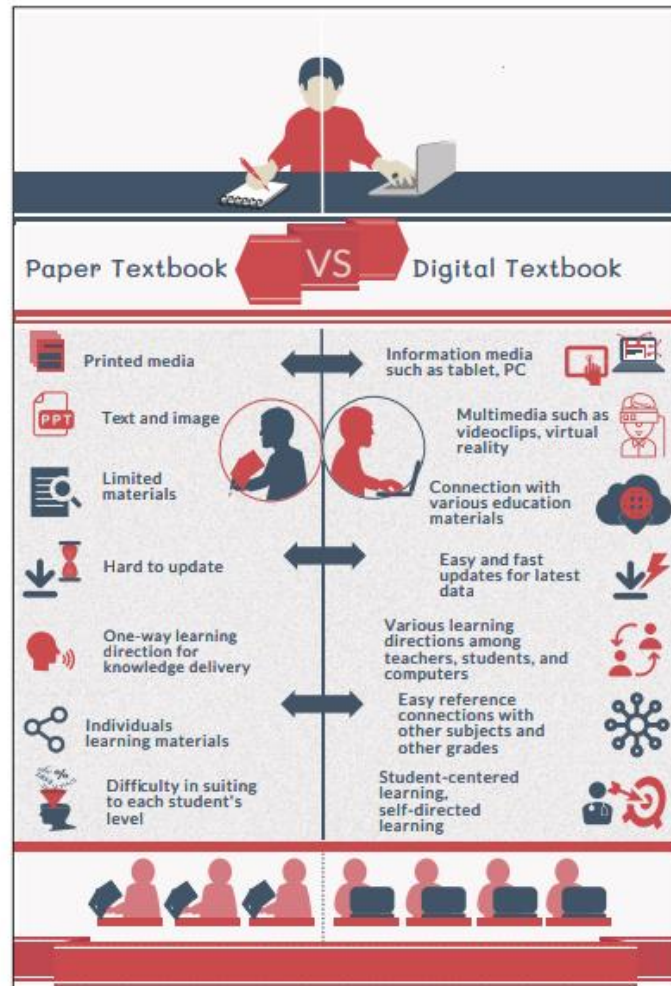 Paper Textbook
VS
Digital Textbook
Printed media
Information media
such as tablet, PC
PPT
Text and image
Multimedia such as
videoclips, virtual
reality
Limited
materials
Connection with
various education
materials
Hard to update
Easy and fast
updates for latest
data
One-way learning
direction for
knowledge delivery
Various learning
directions among
teachers, students, and
computers
Individuals
learning materials
Easy reference
connections with
other subjects and
other grades
Difficulty in suiting
to each student's
level
Student-centered
learning,
self-directed
learning